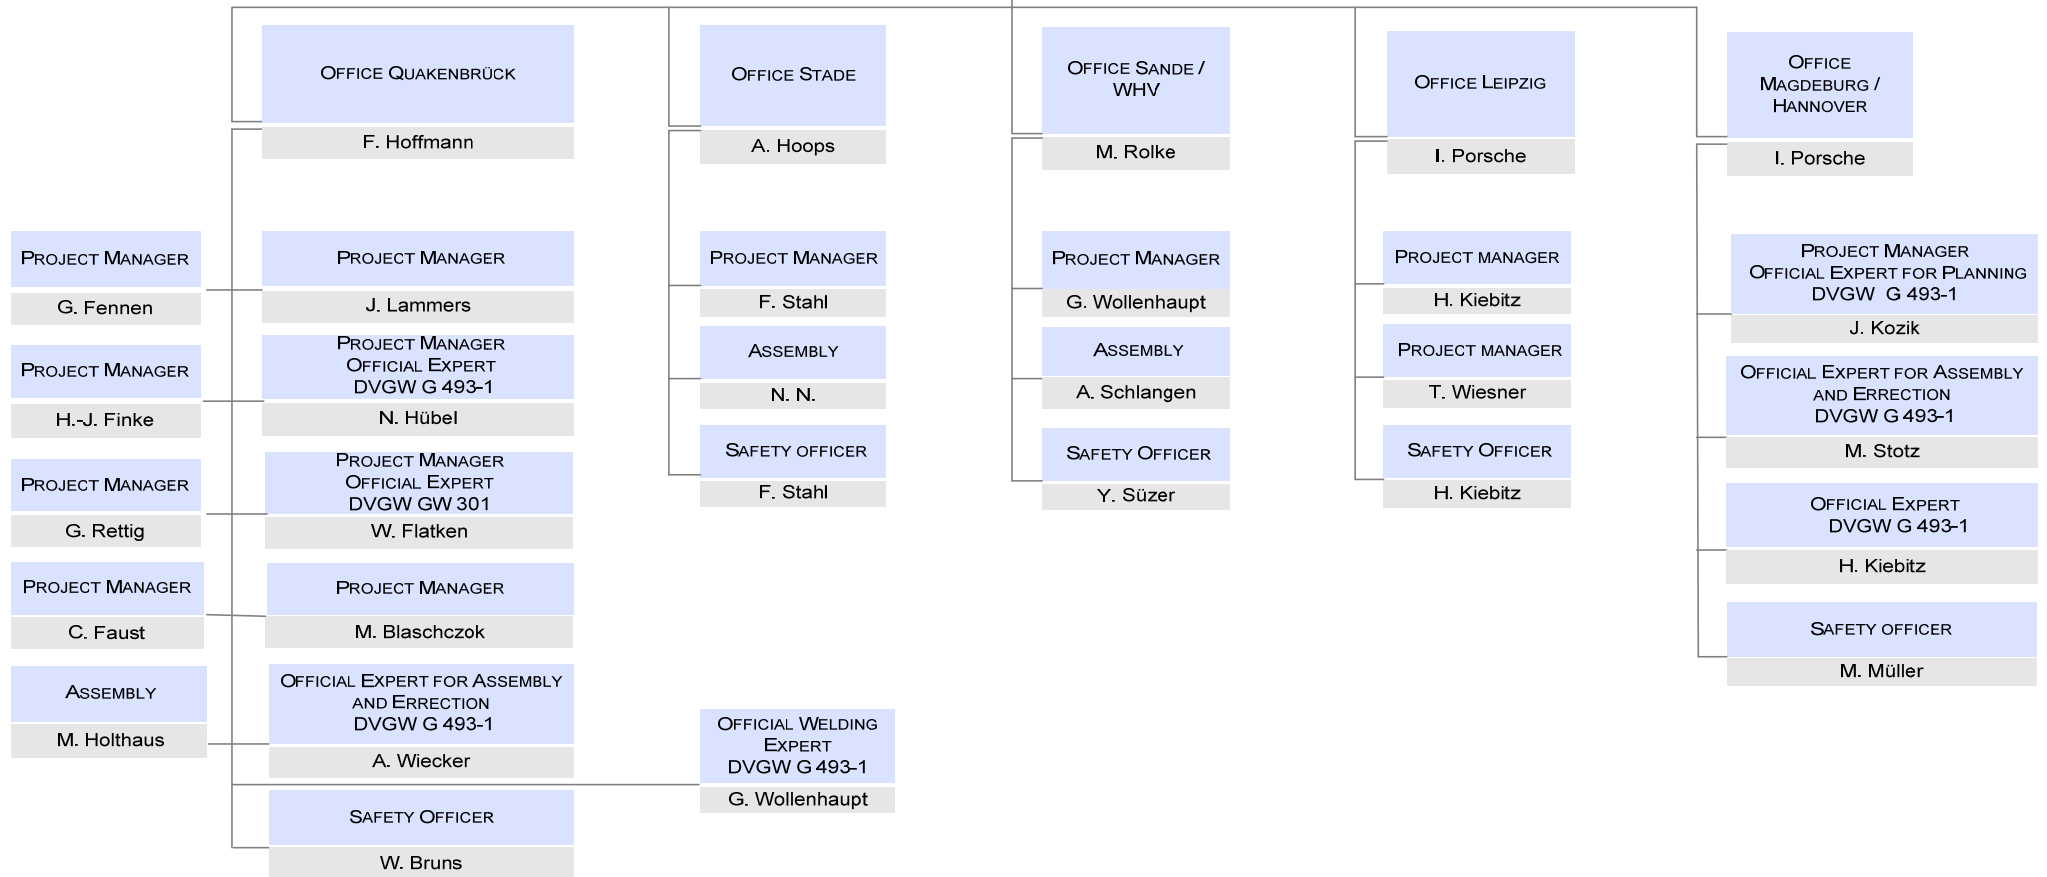 OFFICE QUAKENBRÜCK
F. Hoffmann
OFFICE STADE
A. Hoops
OFFICE SANDE /
WHV
M. Rolke
OFFICE LEIPZIG
I. Porsche
OFFICE
MAGDEBURG /
HANNOVER
I. Porsche
PROJECT MANAGER
G. Fennen
PROJECT MANAGER
H.-J. Finke
PROJECT MANAGER
G. Rettig
PROJECT MANAGER
C. Faust
ASSEMBLY
M. Holthaus
PROJECT MANAGER
J. Lammers
PROJECT MANAGER
OFFICIAL EXPERT
DVGW G 493-1
N. Hübel
PROJECT MANAGER
OFFICIAL EXPERT
DVGW GW 301
W. Flatken
PROJECT MANAGER
M. Blaschczok
OFFICIAL EXPERT FOR ASSEMBLY
AND ERRECTION
DVGW G 493-1
A. Wiecker
SAFETY OFFICER
W. Bruns
PROJECT MANAGER
F. Stahl
ASSEMBLY
N. N.
SAFETY OFFICER
F. Stahl
OFFICIAL WELDING
EXPERT
DVGW G 493-1
G. Wollenhaupt
PROJECT MANAGER
G. Wollenhaupt
ASSEMBLY
A. Schlangen
SAFETY OFFICER
Y. Süzer
PROJECT MANAGER
H. Kiebitz
PROJECT MANAGER
T. Wiesner
SAFETY OFFICER
H. Kiebitz
PROJECT MANAGER
OFFICIAL EXPERT FOR PLANNING
DVGW G 493-1
J. Kozik
OFFICIAL EXPERT FOR ASSEMBLY
AND ERRECTION
DVGW G 493-1
M. Stotz
OFFICIAL EXPERT
DVGW G 493-1
H. Kiebitz
SAFETY OFFICER
M. Müller